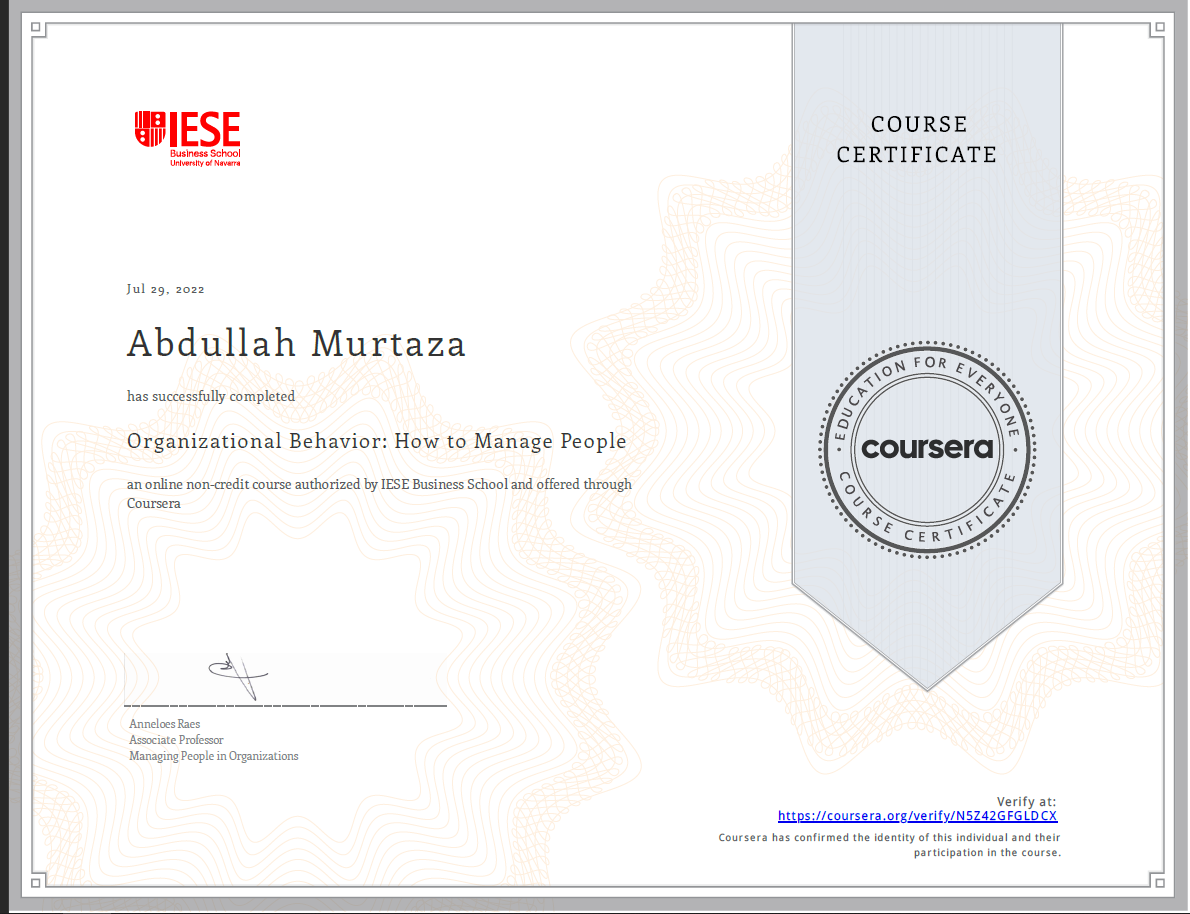 IESE
Business School
University of Navarra
COURSE
CERTIFICATE
Jul 29, 2022
Abdullah Murtaza
has successfully completed
Organizational Behavior: How to Manage People
an online non-credit course authorized by IESE Business School and offered through
Coursera
EDUCATION FOR EVERYONE
coursera
COURSE CERTIFICATE
Anneloes Raes
Associate Professor
Managing People in Organizations
Verify at:
https://coursera.org/verify/N5Z42GFGLDCX
Coursera has confirmed the identity of this individual and their
participation in the course.